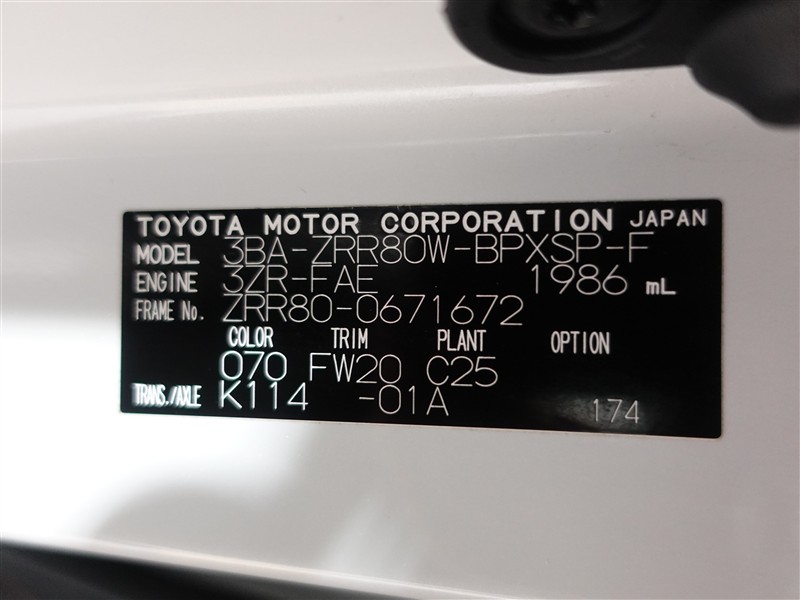 TOYOTA MOTOR CORPORATION JAPAN
MODEL 3BA-ZRR80W-BPXSP-F
ENGINE 3ZR-FAE 1986 mL
FRAME No. ZRR80-0671672
COLOR TRIM PLANT OPTION
070 FW20 C25
TRANS./AXLE K114 -01A 174